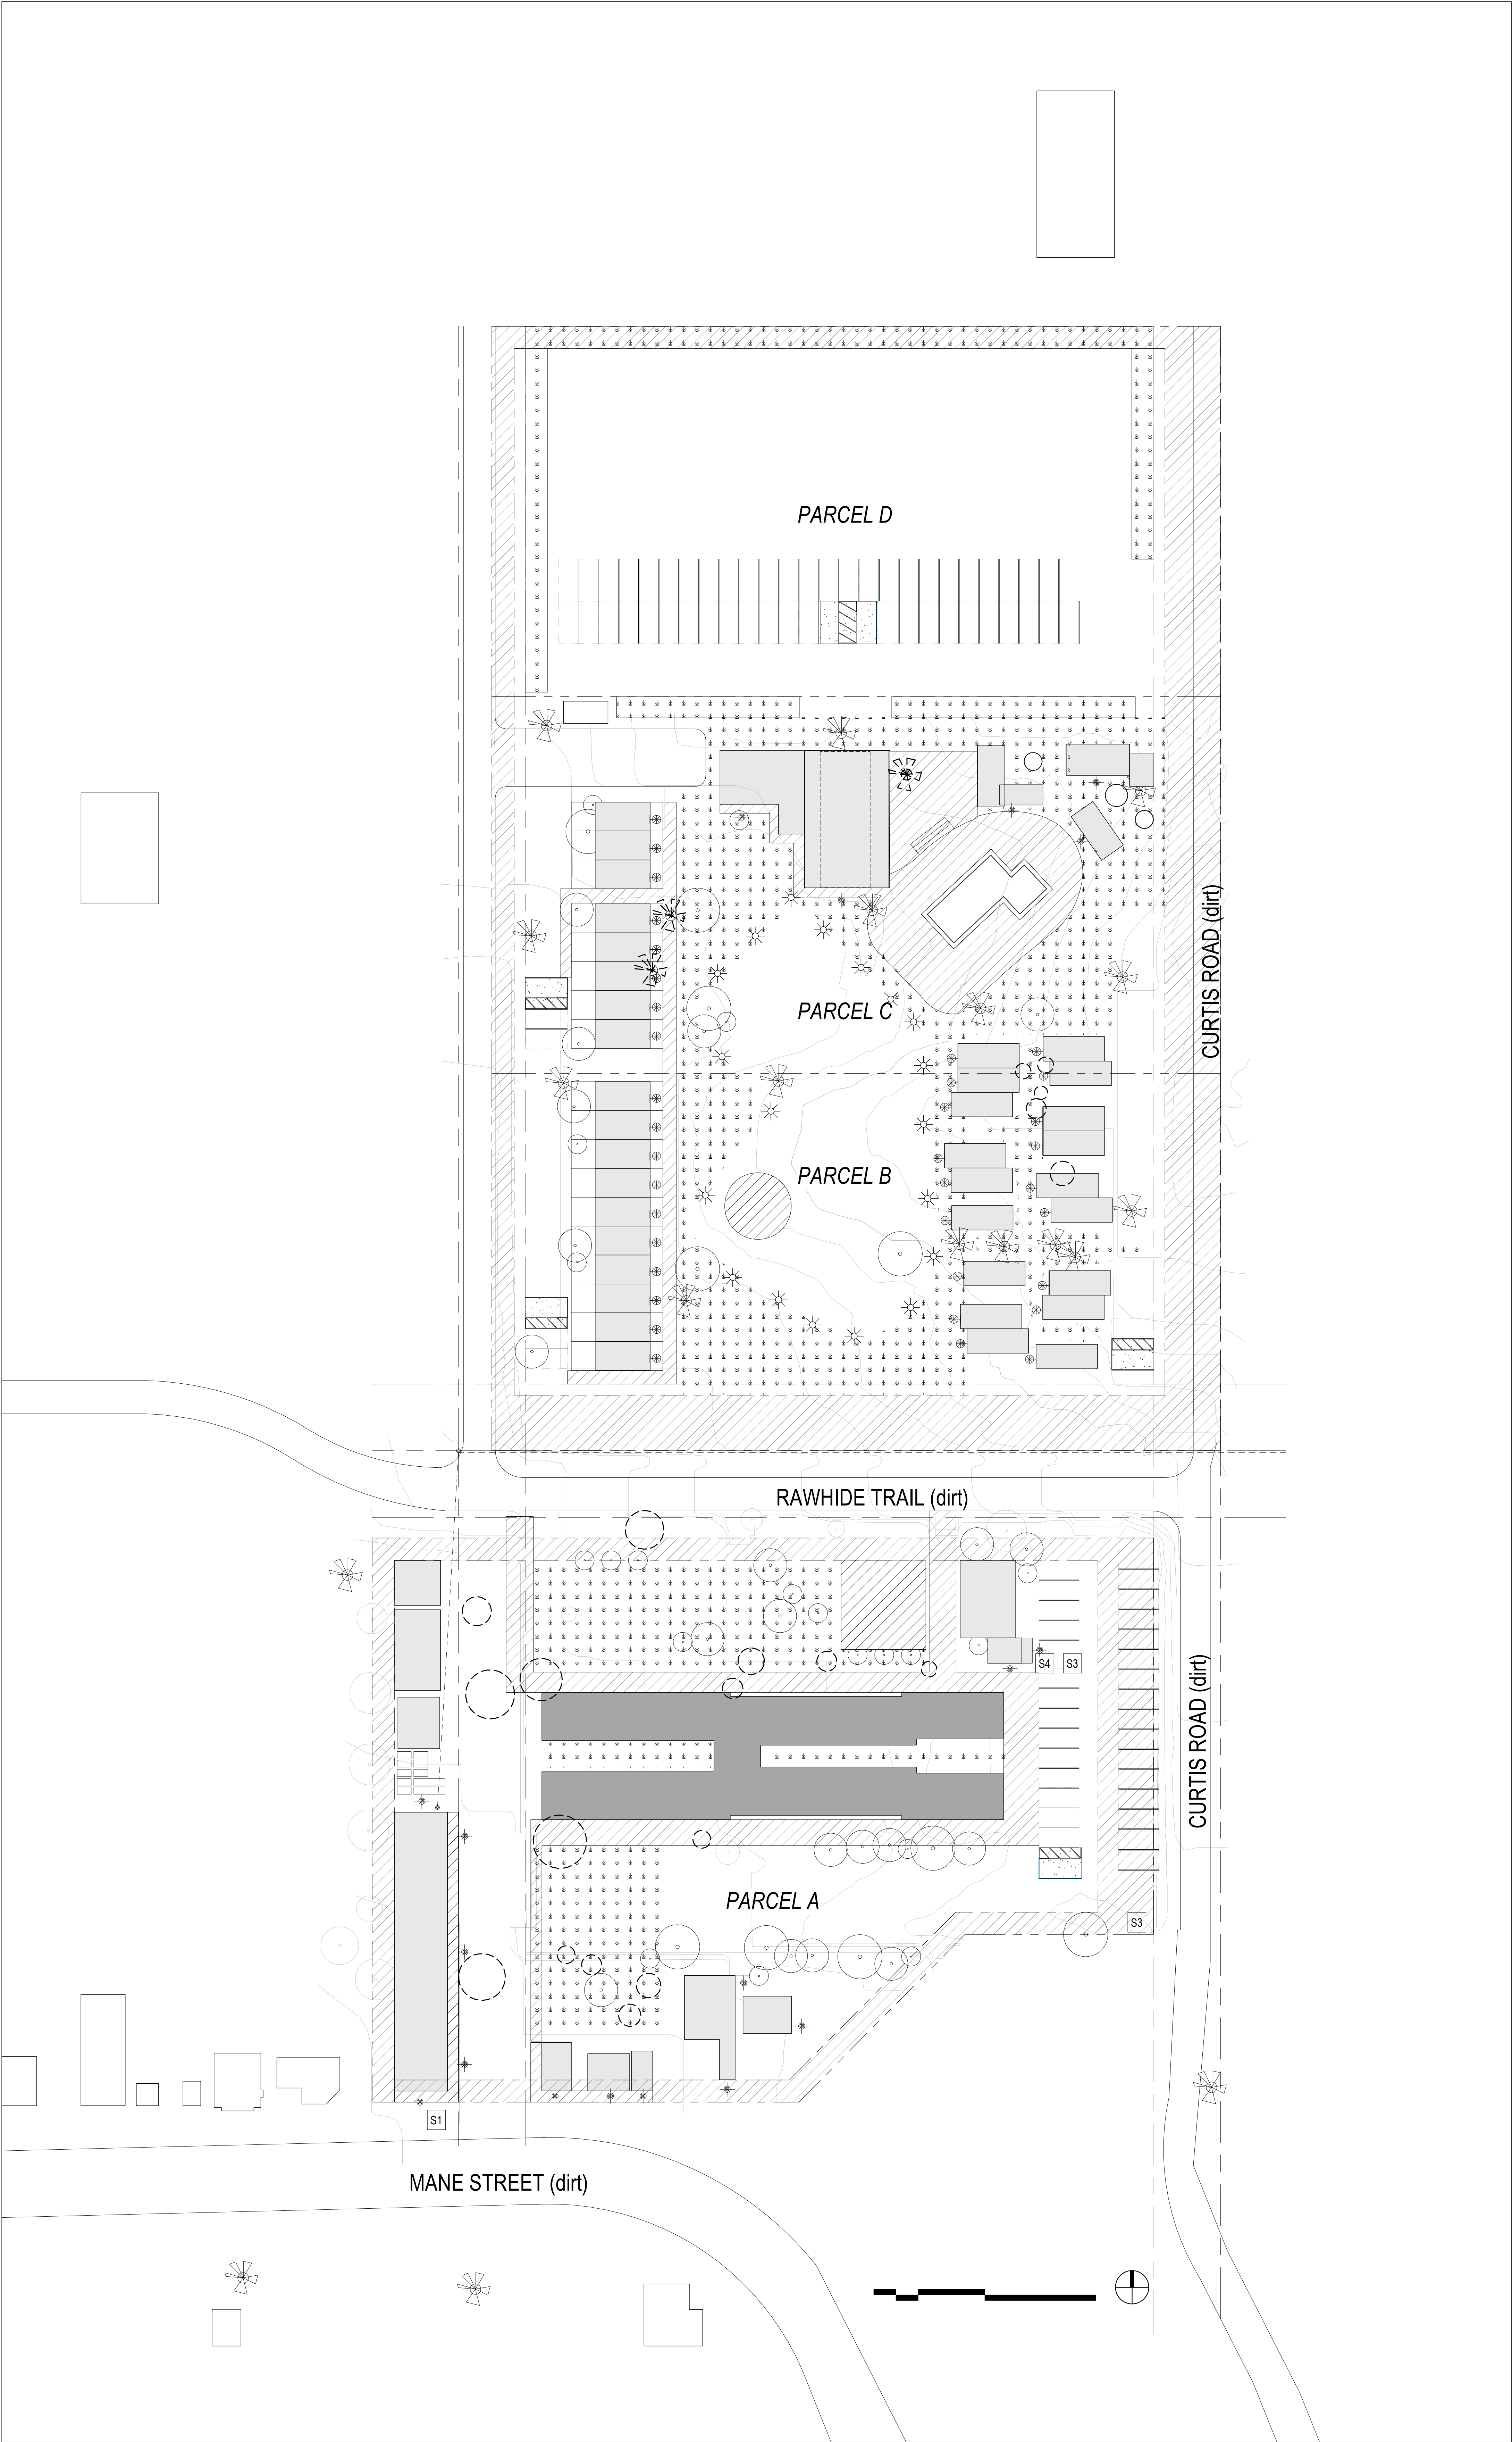 PARCEL D
CURTIS ROAD (dirt)
PARCEL C
PARCEL B
RAWHIDE TRAIL (dirt)
S4
S3
CURTIS ROAD (dirt)
PARCEL A
S3
S1
MANE STREET (dirt)